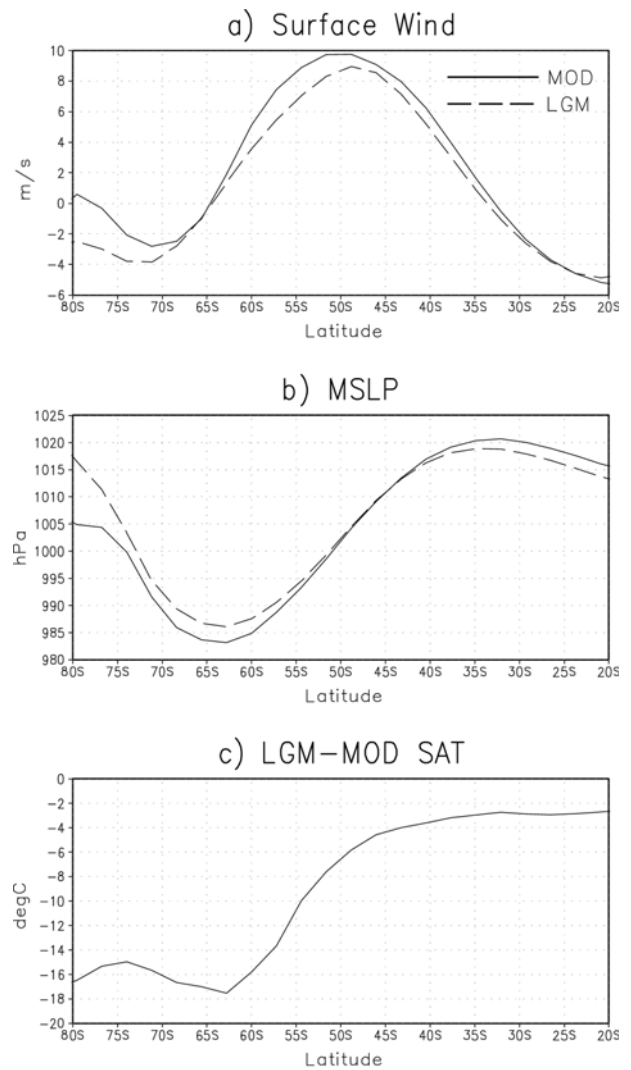 a) Surface Wind
10
8
6
4
2
0
−2
−4
−6
m/s
MOD
LGM
80S 75S 70S 65S 60S 55S 50S 45S 40S 35S 30S 25S 20S
Latitude
b) MSLP
1025
1020
1015
1010
1005
1000
995
990
985
980
hPa
80S 75S 70S 65S 60S 55S 50S 45S 40S 35S 30S 25S 20S
Latitude
c) LGM−MOD SAT
0
−2
−4
−6
−8
−10
−12
−14
−16
−18
−20
degC
80S 75S 70S 65S 60S 55S 50S 45S 40S 35S 30S 25S 20S
Latitude